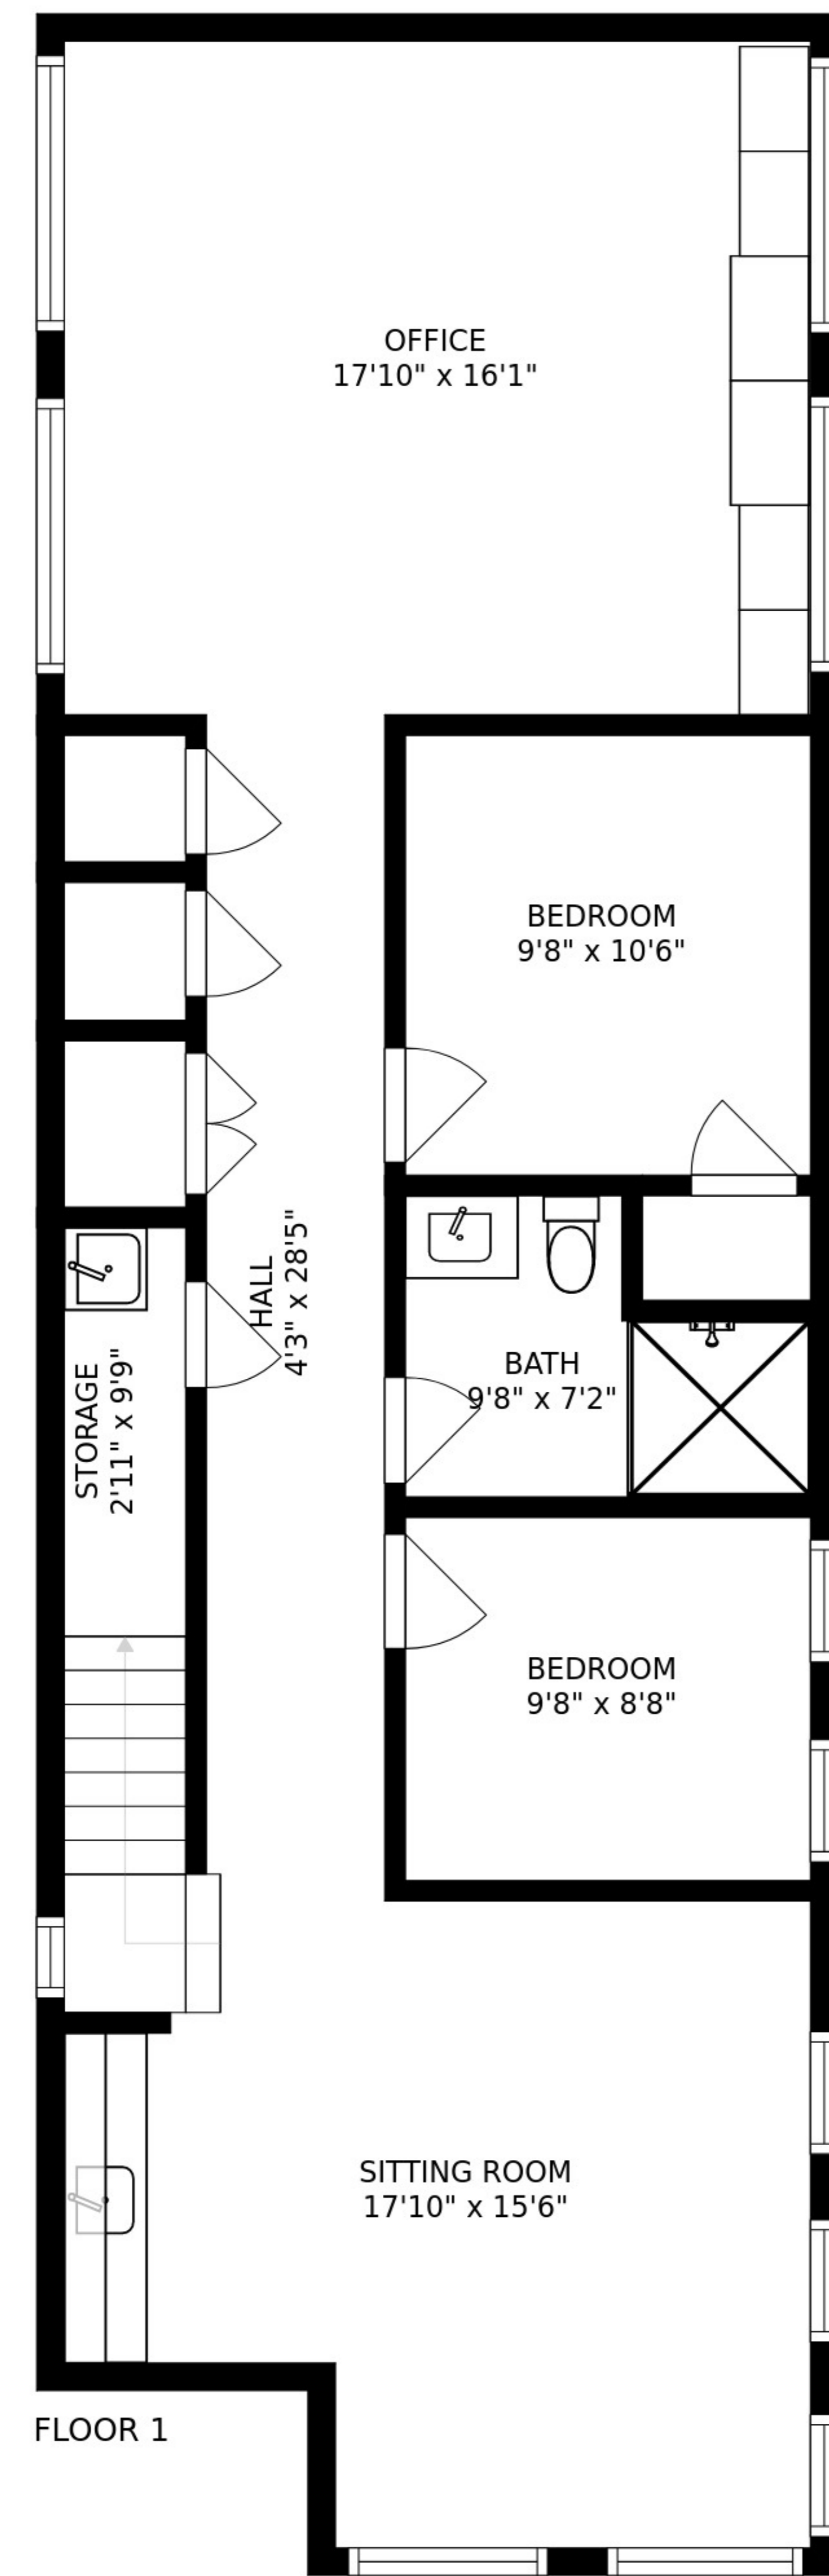 OFFICE
17'10" x 16'1"
BEDROOM
9'8" x 10'6"
HALL
4'3" x 28'5"
STORAGE
2'11" x 9'9"
BATH
9'8" x 7'2"
BEDROOM
9'8" x 8'8"
SITTING ROOM
17'10" x 15'6"
FLOOR 1